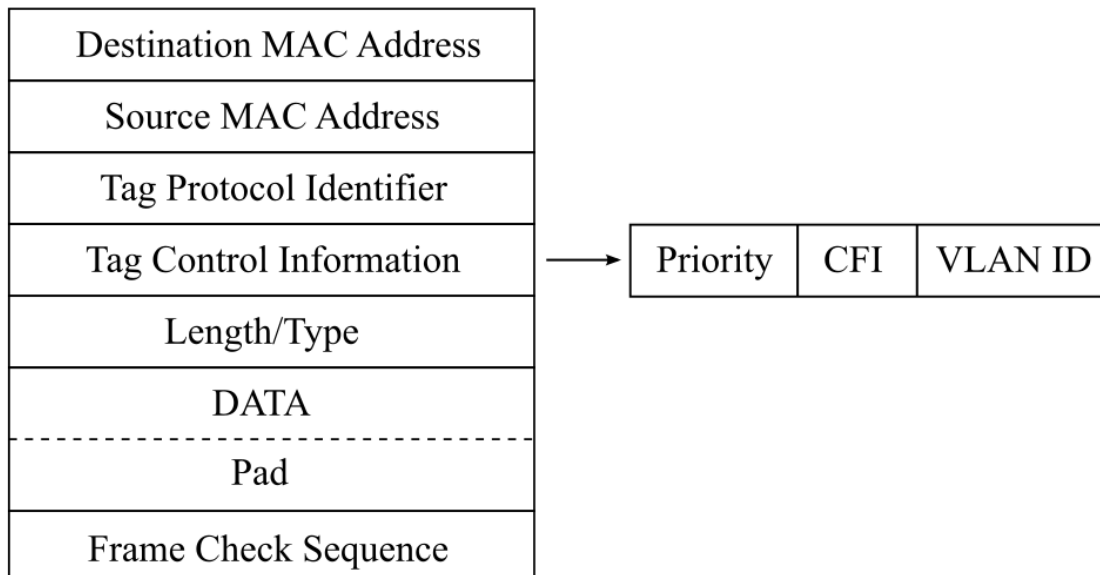 Destination MAC Address
Source MAC Address
Tag Protocol Identifier
Tag Control Information
Priority CFI VLAN ID
Length/Type
DATA
Pad
Frame Check Sequence